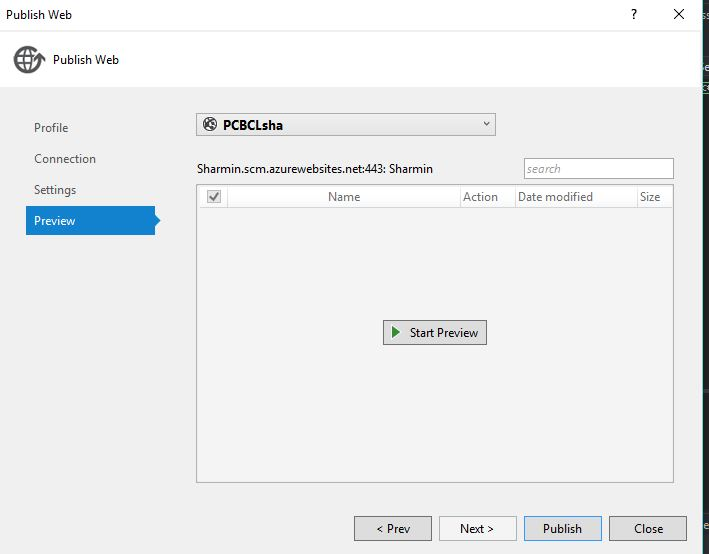 Publish Web
?
Publish Web
Profile
Connection
Settings
Preview
PCBCLsha
Sharmin.scm.azurewebsites.net:443: Sharmin
search
Name Action Date modified Size
Start Preview
< Prev Next > Publish Close